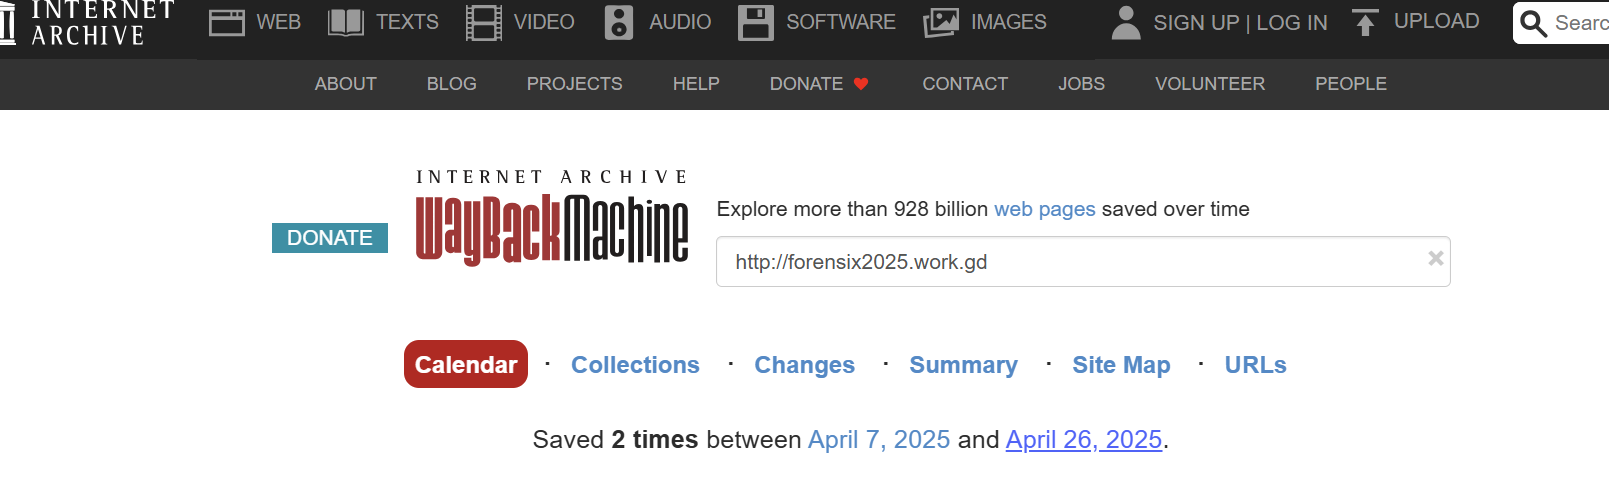 INTERNET
ARCHIVE
WEB TEXTS VIDEO AUDIO SOFTWARE IMAGES SIGN UP | LOG IN UPLOAD Searc
ABOUT BLOG PROJECTS HELP DONATE CONTACT JOBS VOLUNTEER PEOPLE
INTERNET ARCHIVE
WayBackMachine
DONATE
Explore more than 928 billion web pages saved over time
http://forensix2025.work.gd ×
Calendar · Collections · Changes · Summary · Site Map · URLs
Saved 2 times between April 7, 2025 and April 26, 2025.